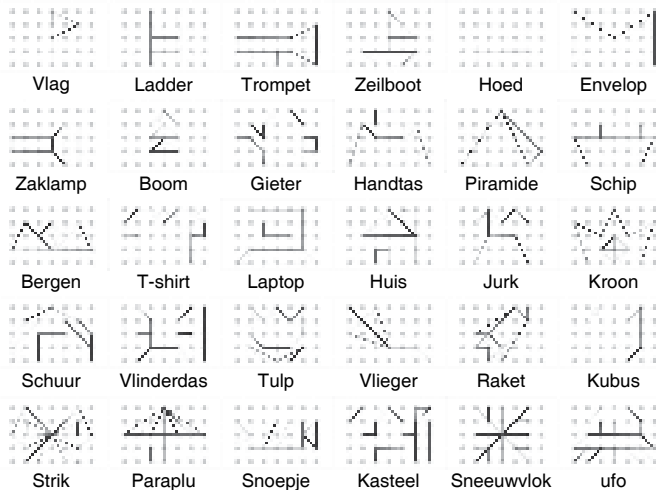 Vlag Ladder Trompet Zeilboot Hoed Envelop
Zaklamp Boom Gieter Handtas Piramide Schip
Bergen T-shirt Laptop Huis Jurk Kroon
Schuur Vlinderdas Tulp Vlieger Raket Kubus
Strik Paraplu Snoepje Kasteel Sneeuwvlok ufo